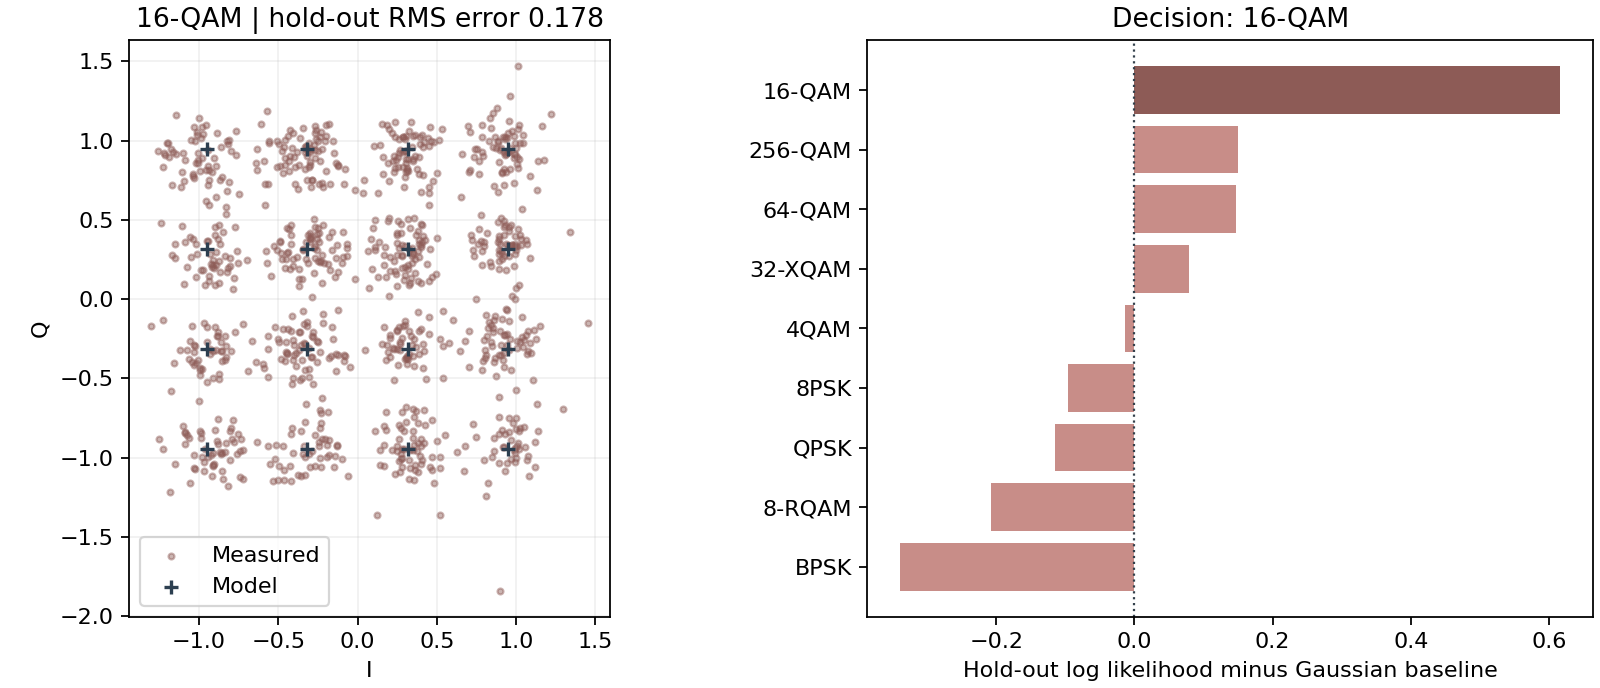 16-QAM | hold-out RMS error 0.178
1.5
1.0
0.5
0.0
−0.5
−1.0
−1.5
−2.0
Q
Measured
Model
−1.0
−0.5
0.0
0.5
1.0
1.5
I
Decision: 16-QAM
16-QAM
256-QAM
64-QAM
32-XQAM
4QAM
8PSK
QPSK
8-RQAM
BPSK
−0.2
0.0
0.2
0.4
0.6
Hold-out log likelihood minus Gaussian baseline